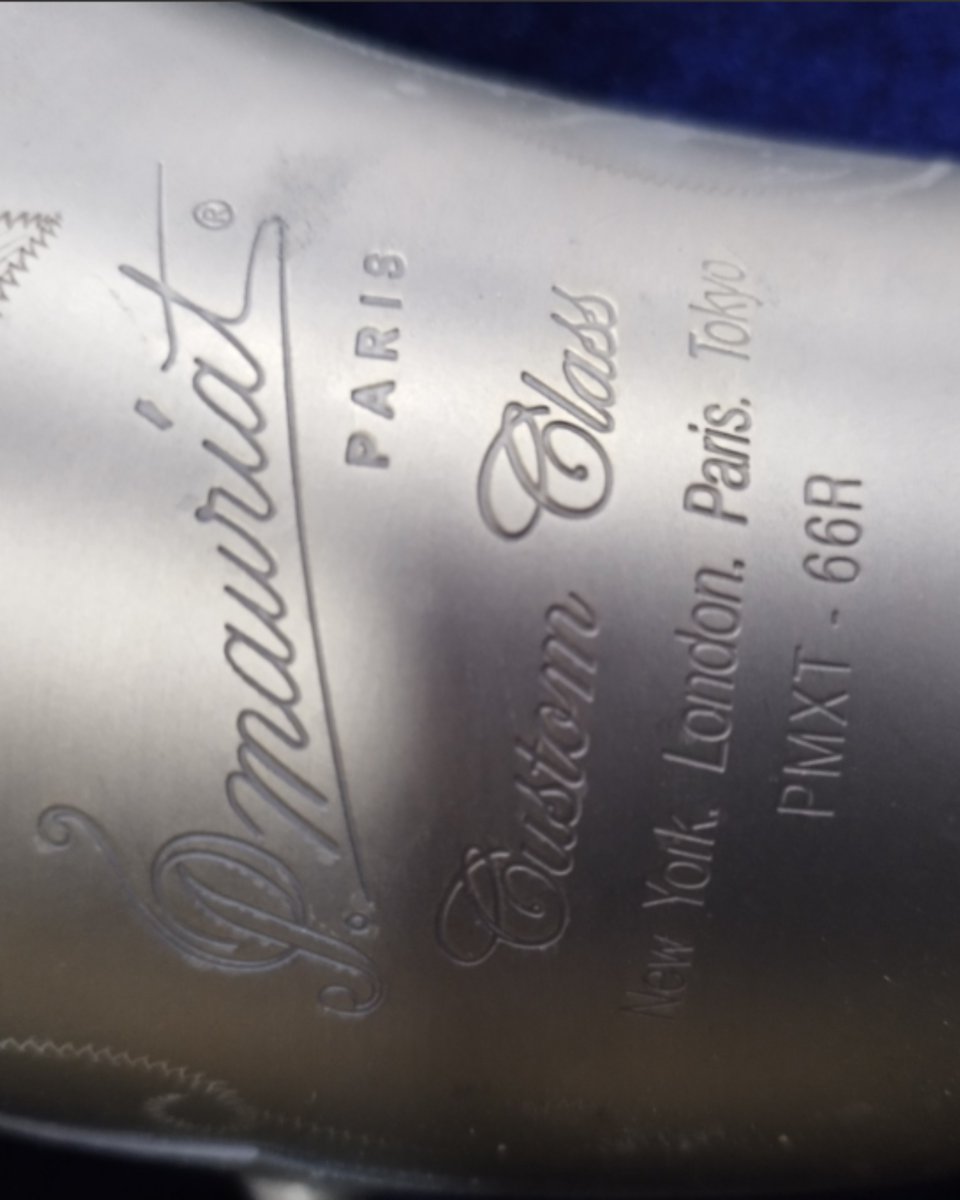 P. mauriat®
PARIS
Custom Class
New York. London. Paris. Tokyo
PMXT - 66R